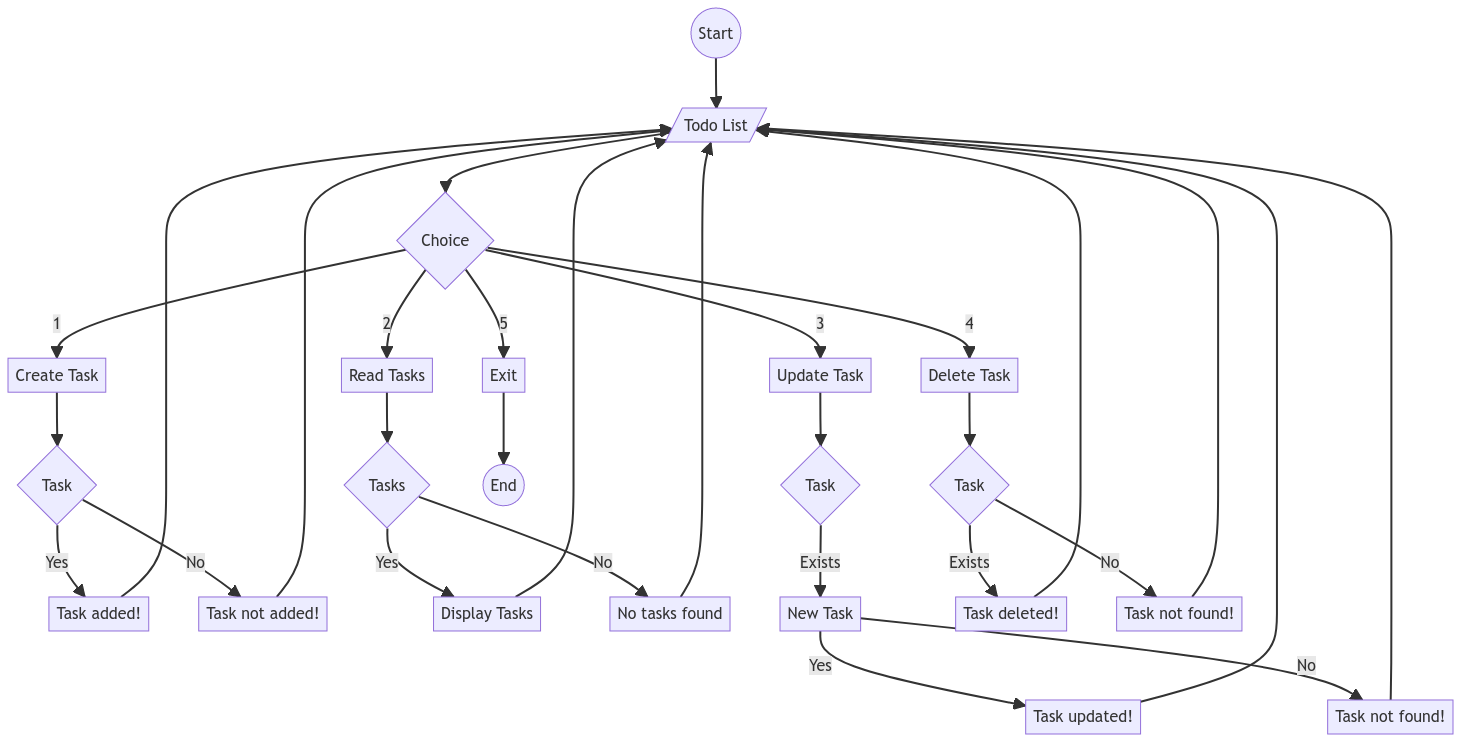 Start
Todo List
Choice
1
2
5
3
4
Create Task
Read Tasks
Exit
Update Task
Delete Task
Task
Tasks
End
Task
Task
Yes
No
Yes
No
Exists
Exists
No
Task added!
Task not added!
Display Tasks
No tasks found
New Task
Task deleted!
Task not found!
Yes
No
Task updated!
Task not found!